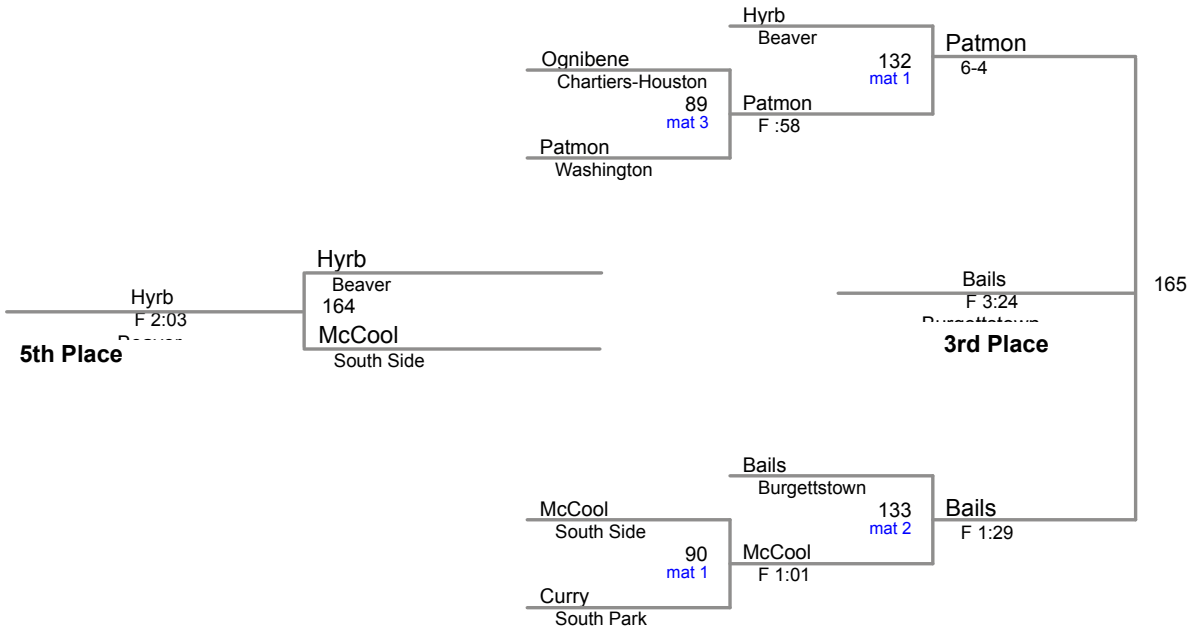 Hyrb
Beaver
132
mat 1
Patmon
6-4
Ognibene
Chartiers-Houston
89
mat 3
Patmon
F :58
Patmon
Washington
Hyrb
Beaver
164
McCool
South Side
Hyrb
F 2:03
5th Place
Bails
F 3:24
3rd Place
165
Bails
Burgettstown
133
mat 2
Bails
F 1:29
McCool
South Side
90
mat 1
McCool
F 1:01
Curry
South Park